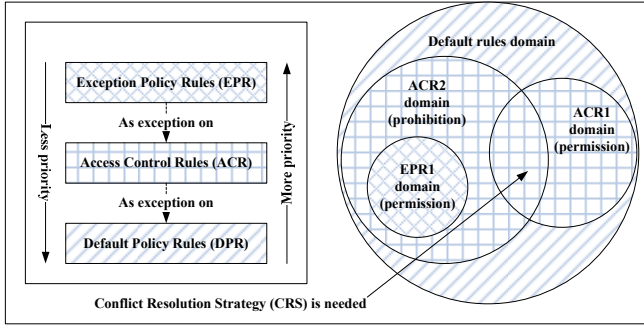 Exception Policy Rules (EPR)
As exception on
Access Control Rules (ACR)
As exception on
Default Policy Rules (DPR)
Less priority
More priority
Default rules domain
ACR2
domain
(prohibition)
ACR1
domain
(permission)
EPR1
domain
(permission)
Conflict Resolution Strategy (CRS) is needed